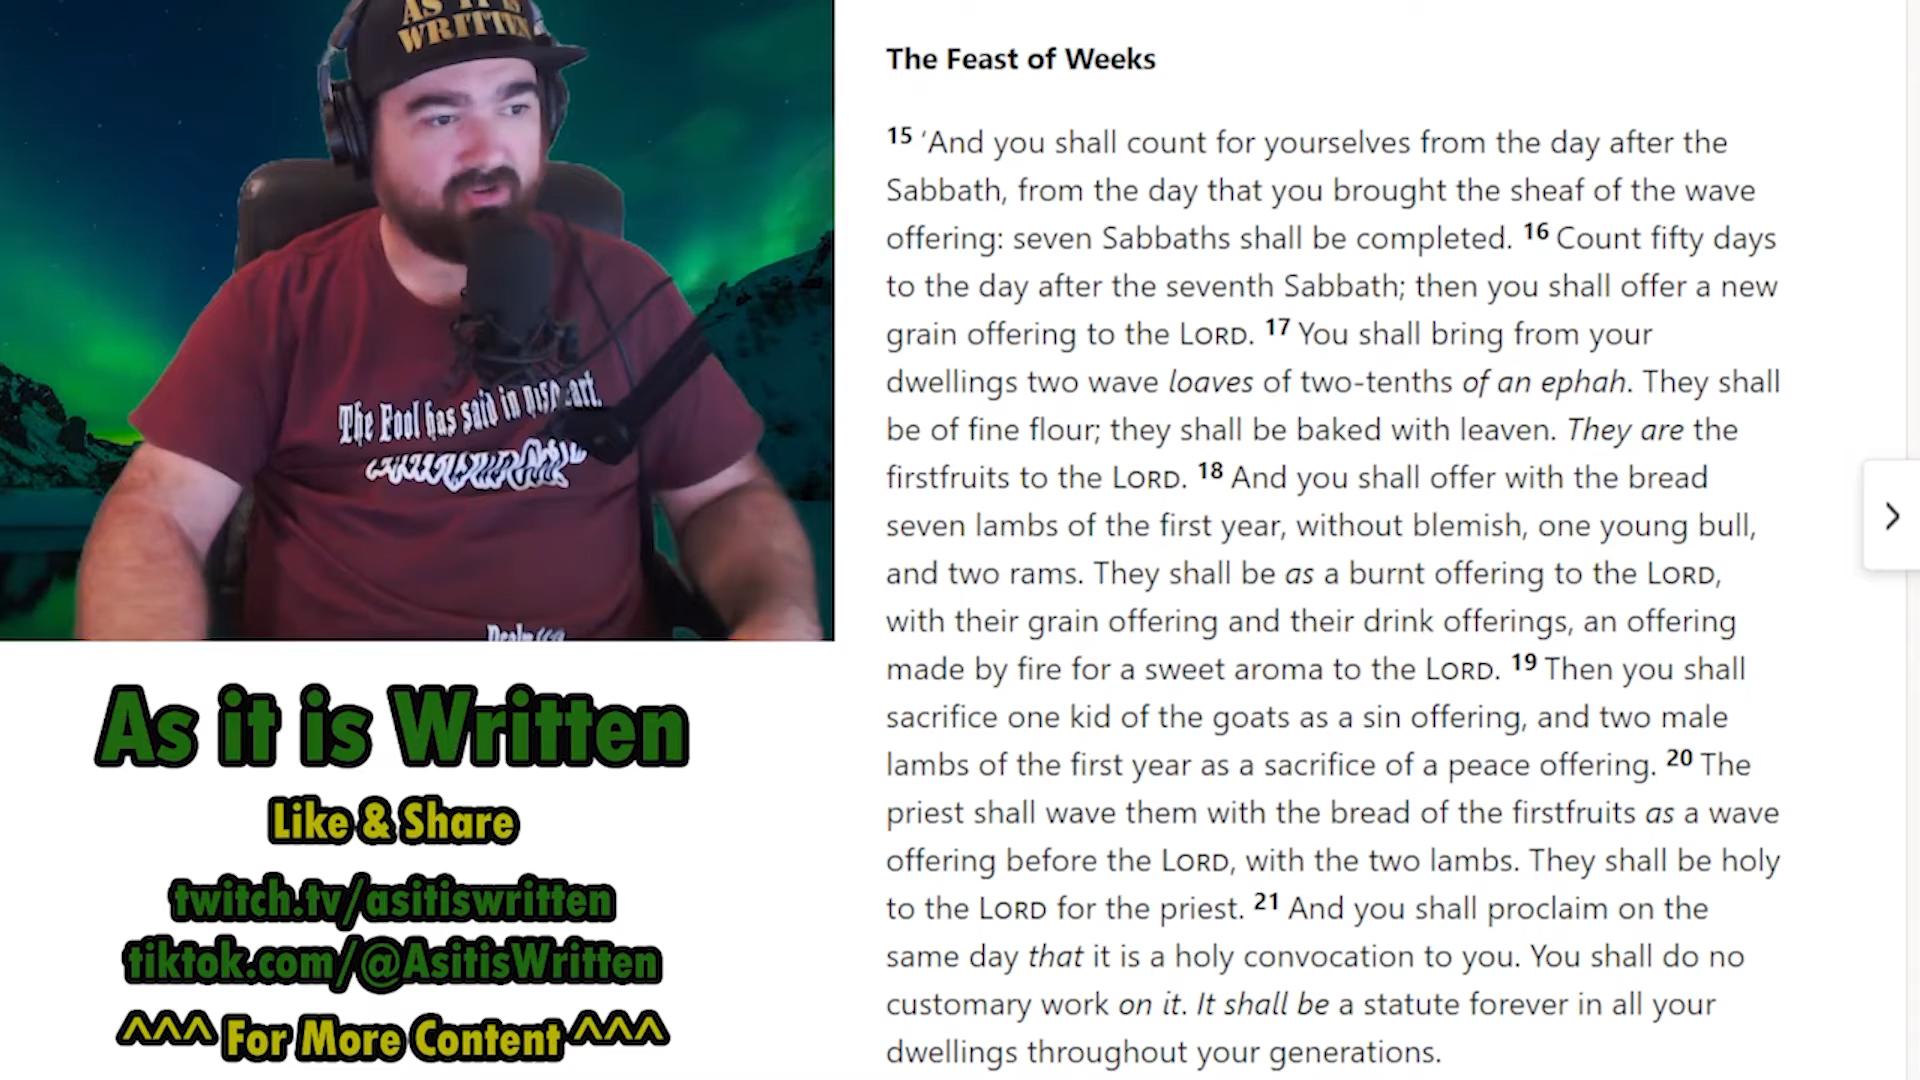 AS IT IS
WRITTEN
The Fool has said in his heart,
As it is Written
Like & Share
twitch.tv/asitiswritten
tiktok.com/@AsitisWritten
^^^ For More Content ^^^
The Feast of Weeks
15 ‘And you shall count for yourselves from the day after the
Sabbath, from the day that you brought the sheaf of the wave
offering: seven Sabbaths shall be completed. 16 Count fifty days
to the day after the seventh Sabbath; then you shall offer a new
grain offering to the LORD. 17 You shall bring from your
dwellings two wave loaves of two-tenths of an ephah. They shall
be of fine flour; they shall be baked with leaven. They are the
firstfruits to the LORD. 18 And you shall offer with the bread
seven lambs of the first year, without blemish, one young bull,
and two rams. They shall be as a burnt offering to the LORD,
with their grain offering and their drink offerings, an offering
made by fire for a sweet aroma to the LORD. 19 Then you shall
sacrifice one kid of the goats as a sin offering, and two male
lambs of the first year as a sacrifice of a peace offering. 20 The
priest shall wave them with the bread of the firstfruits as a wave
offering before the LORD, with the two lambs. They shall be holy
to the LORD for the priest. 21 And you shall proclaim on the
same day that it is a holy convocation to you. You shall do no
customary work on it. It shall be a statute forever in all your
dwellings throughout your generations.